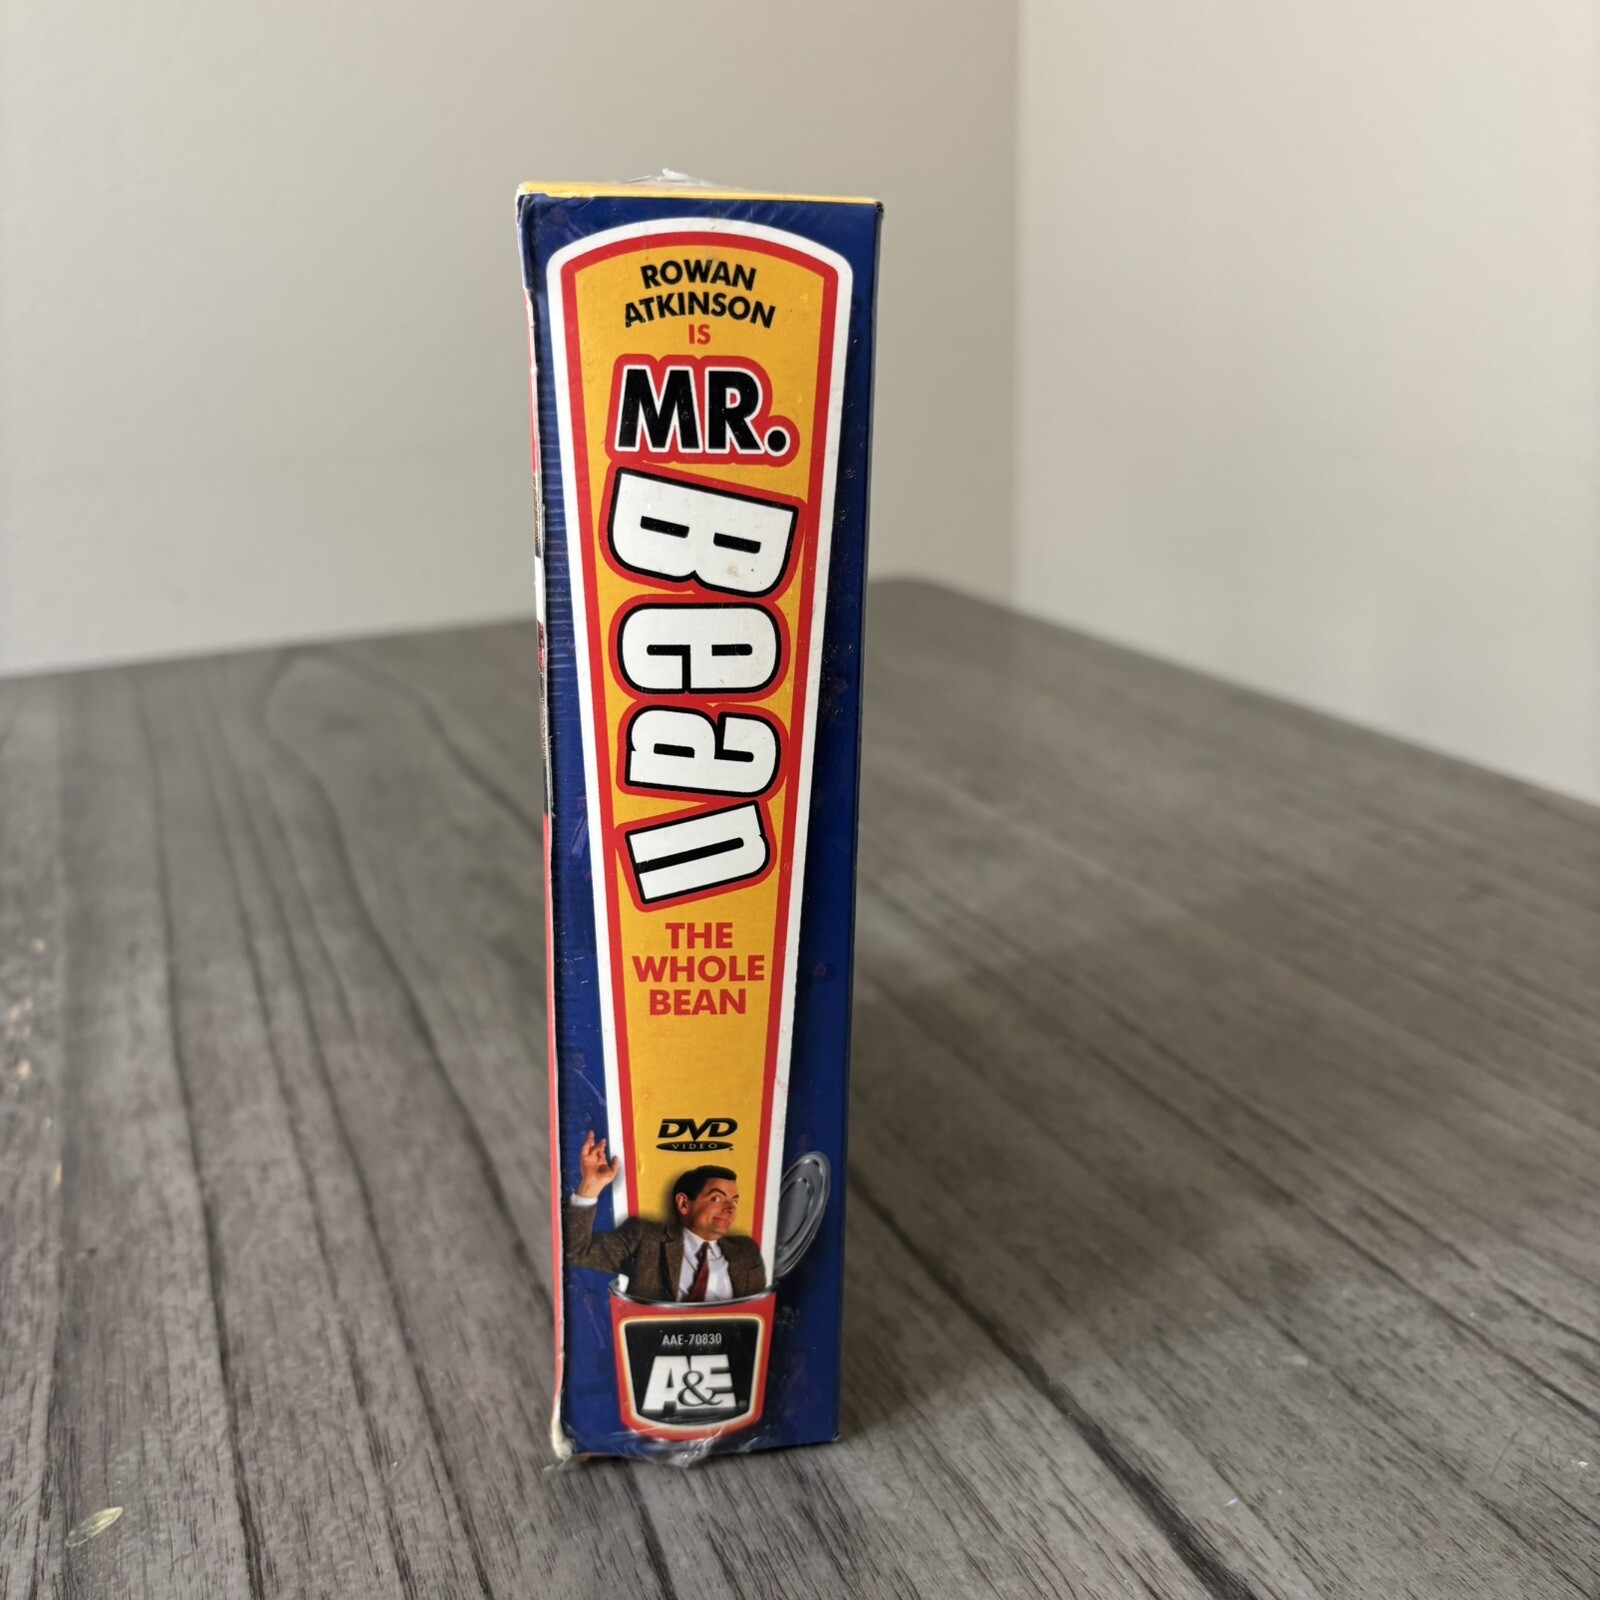 ROWAN
ATKINSON
IS
MR.
Bean
THE
WHOLE
BEAN
DVD
VIDEO
AAE-70830
A&E